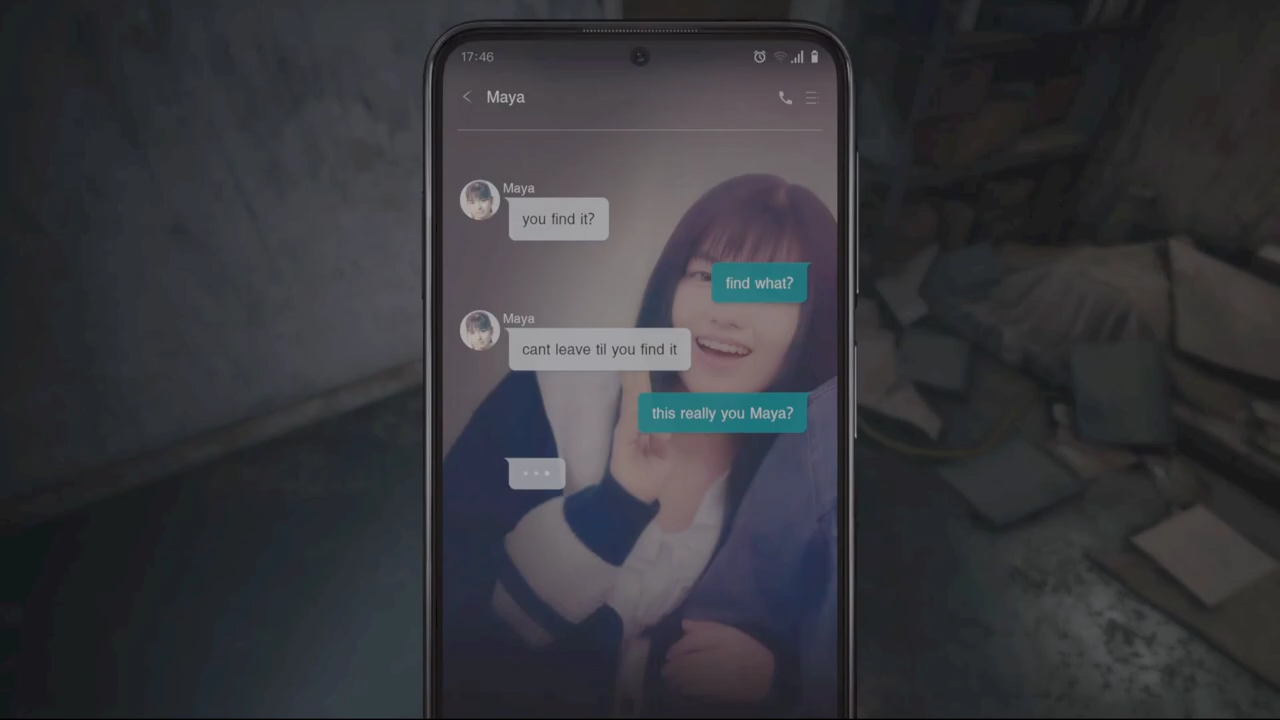 17:46
Maya
Maya
you find it?
find what?
Maya
cant leave til you find it
this really you Maya?